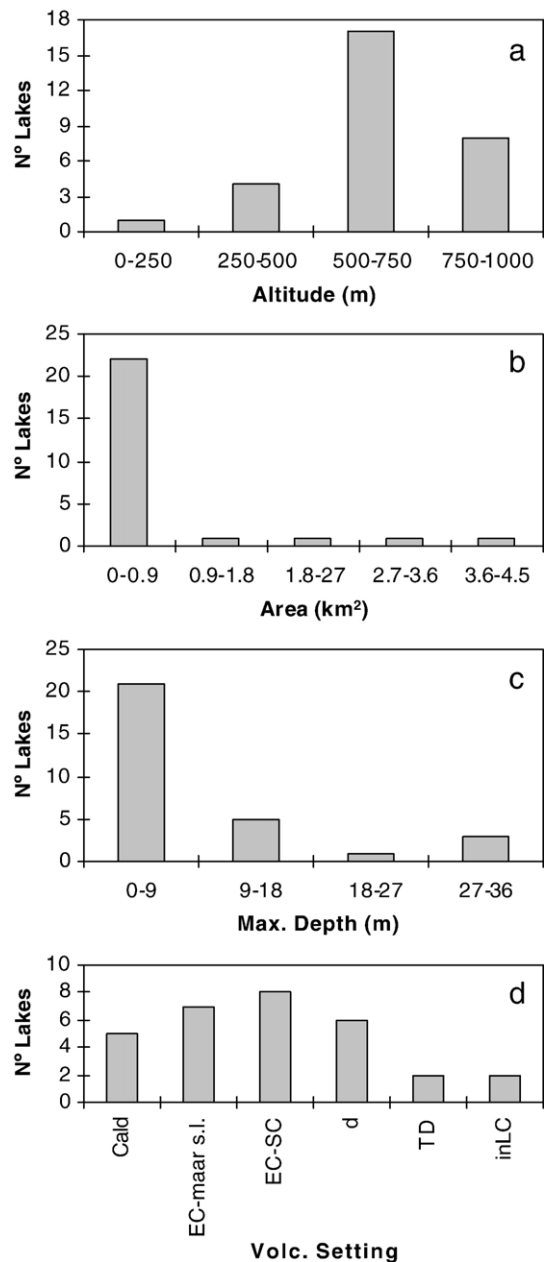 a
18
15
12
9
6
3
0
Nº Lakes
0-250 250-500 500-750 750-1000
Altitude (m)
b
25
20
15
10
5
0
Nº Lakes
0-0.9 0.9-1.8 1.8-27 2.7-3.6 3.6-4.5
Area (km²)
c
25
20
15
10
5
0
Nº Lakes
0-9 9-18 18-27 27-36
Max. Depth (m)
d
10
8
6
4
2
0
Nº Lakes
Cald EC-maar s.l. EC-SC d TD inLC
Volc. Setting